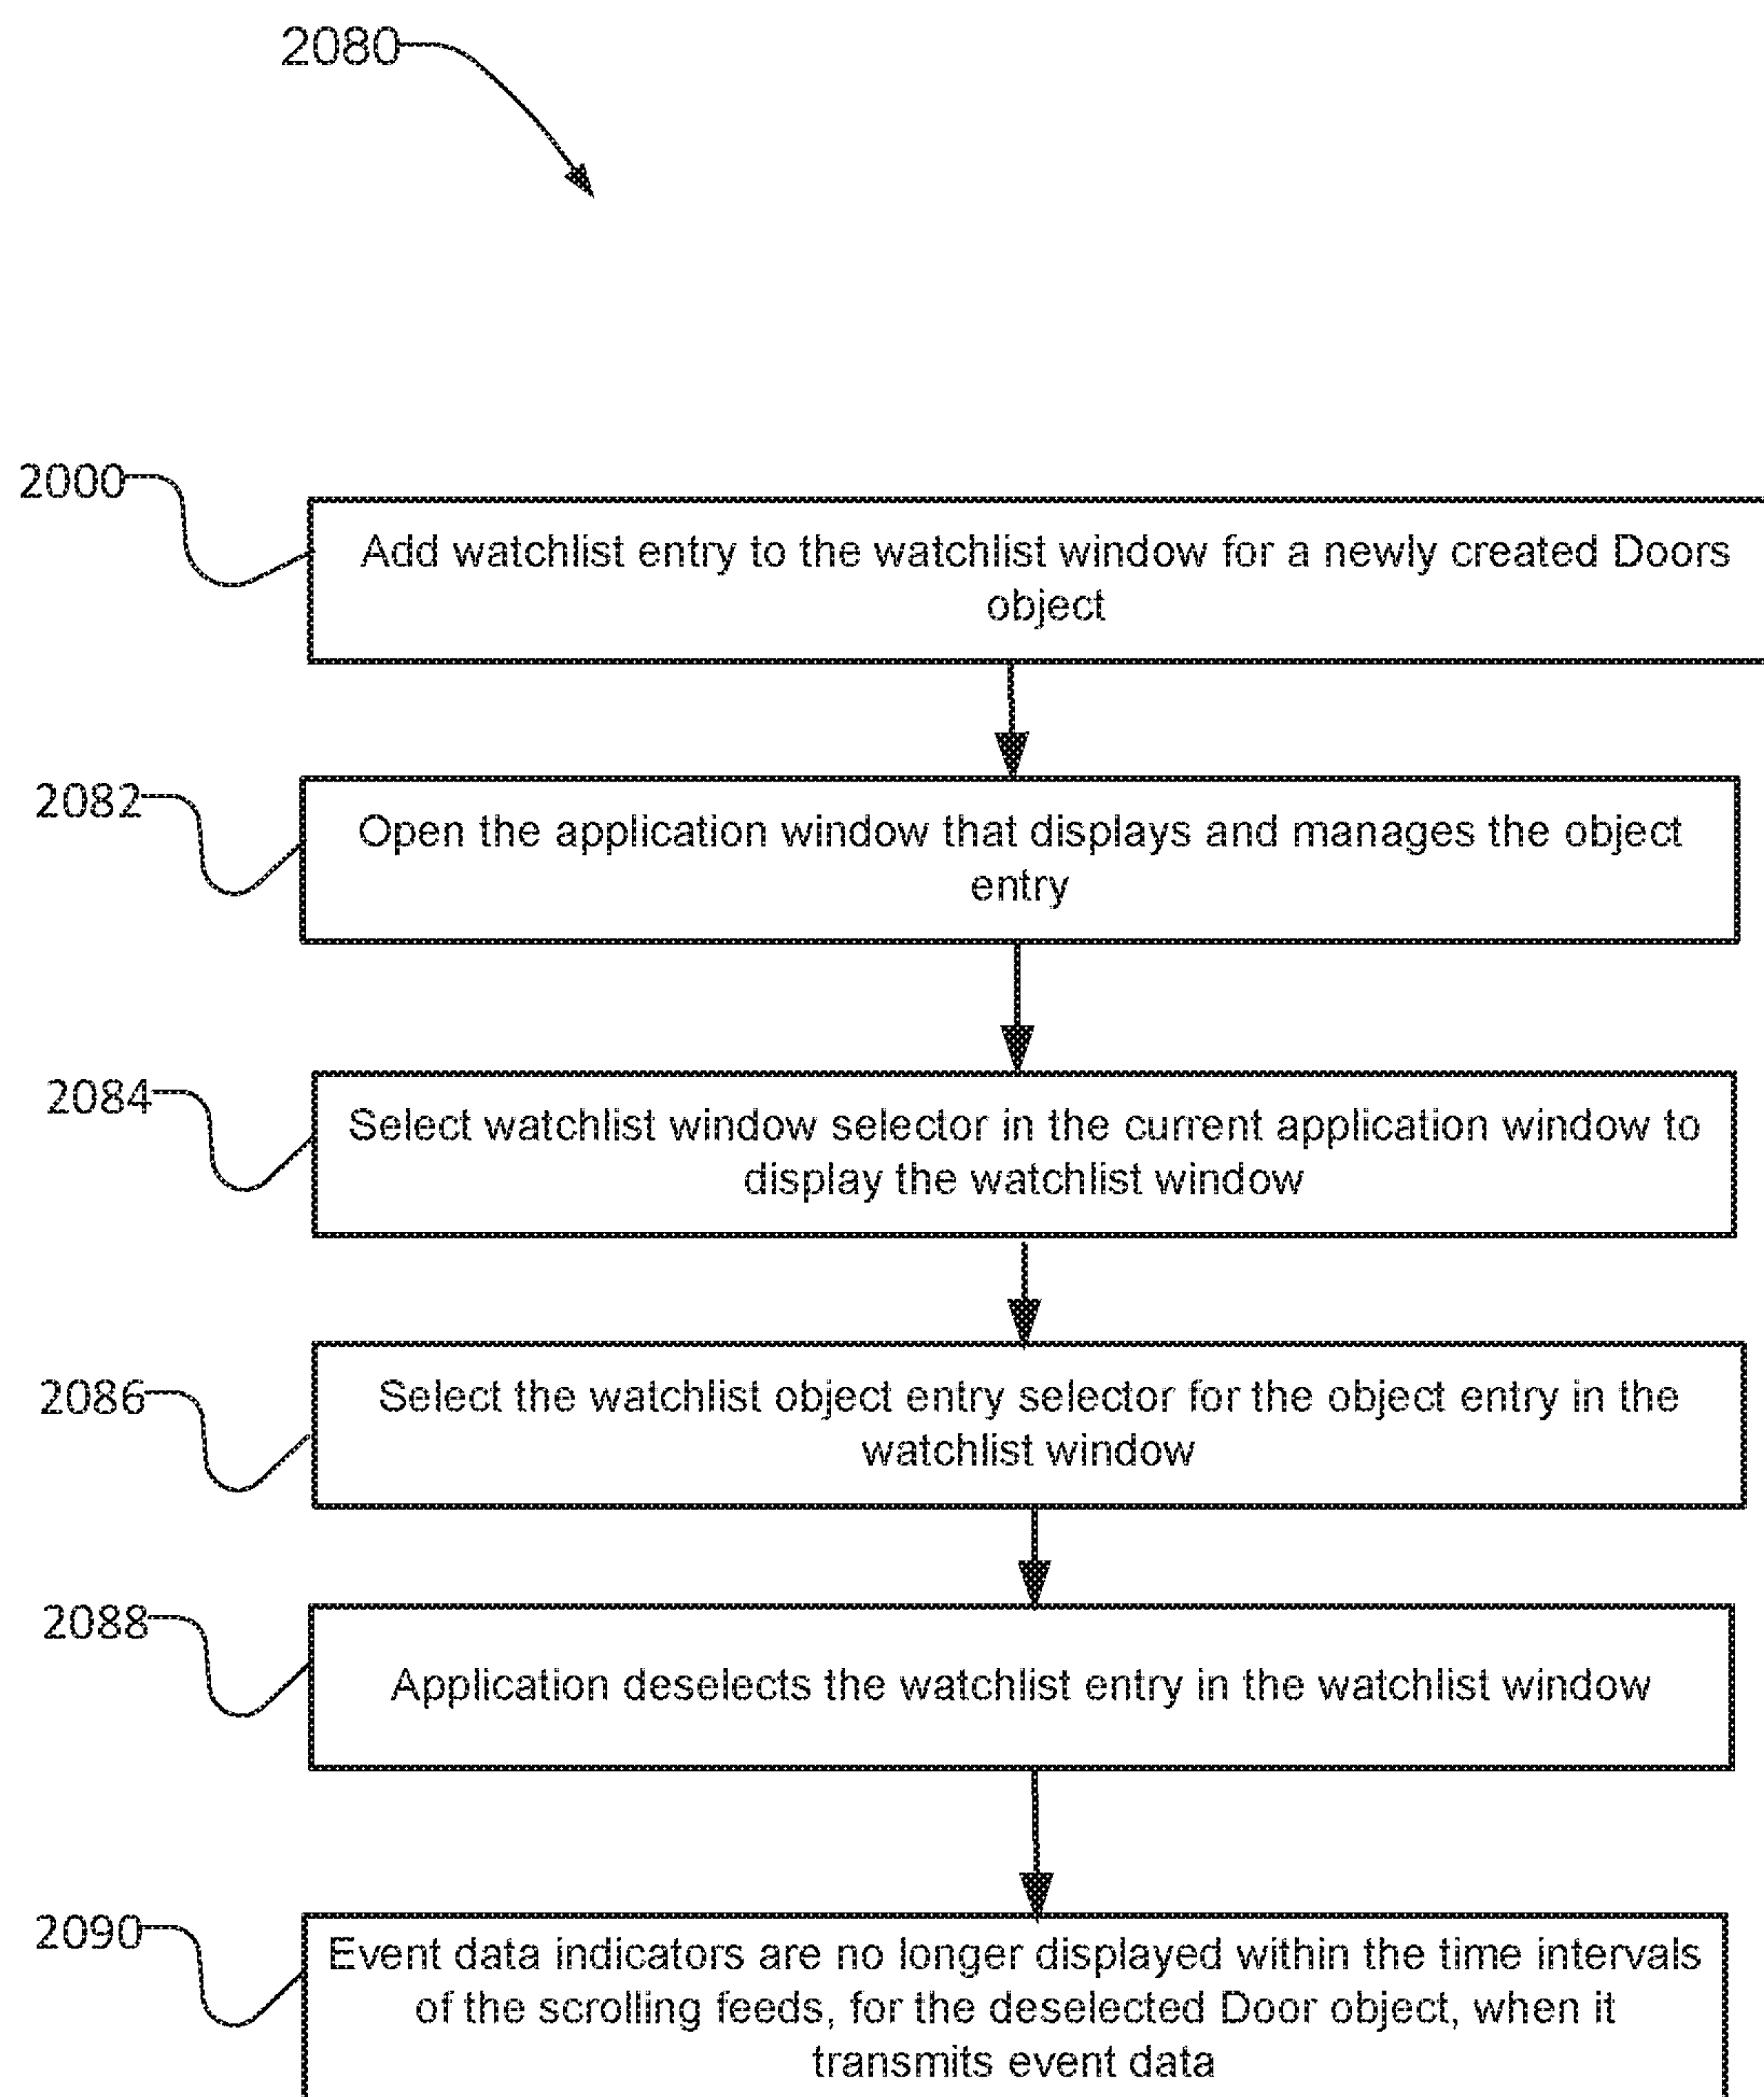 2080
2000
Add watchlist entry to the watchlist window for a newly created Doors
object
2082
Open the application window that displays and manages the object
entry
2084
Select watchlist window selector in the current application window to
display the watchlist window
2086
Select the watchlist object entry selector for the object entry in the
watchlist window
2088
Application deselects the watchlist entry in the watchlist window
2090
Event data indicators are no longer displayed within the time intervals
of the scrolling feeds, for the deselected Door object, when it
transmits event data